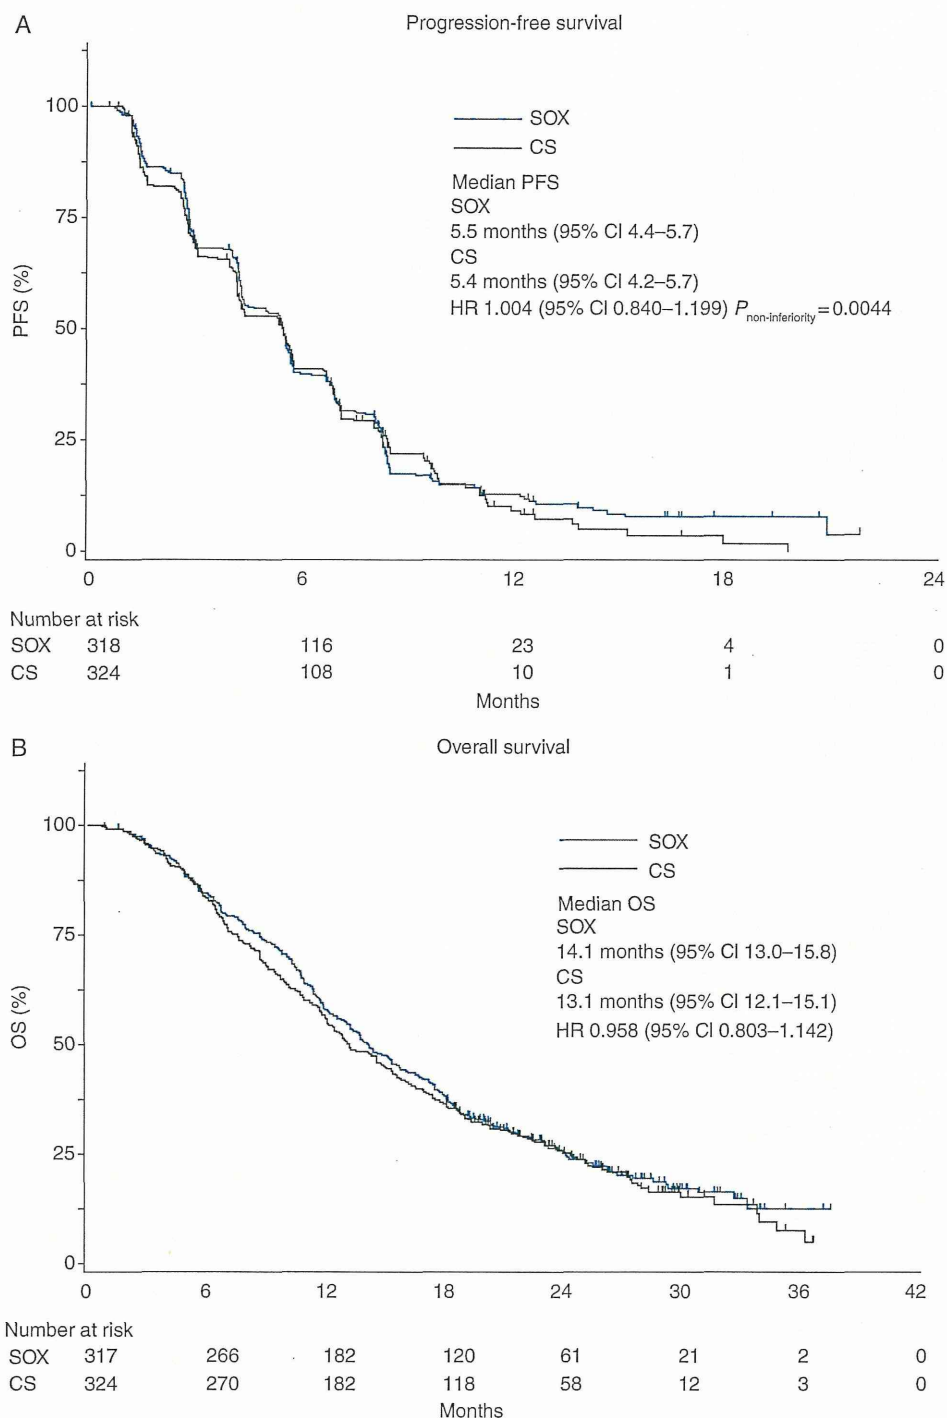 A
Progression-free survival
100
75
50
25
0
PFS (%)
SOX
CS
Median PFS
SOX
5.5 months (95% CI 4.4–5.7)
CS
5.4 months (95% CI 4.2–5.7)
HR 1.004 (95% CI 0.840–1.199) Pnon-inferiority=0.0044
0 6 12 18 24
Number at risk
SOX 318 116 23 4 0
CS 324 108 10 1 0
Months
B
Overall survival
100
75
50
25
0
OS (%)
SOX
CS
Median OS
SOX
14.1 months (95% CI 13.0–15.8)
CS
13.1 months (95% CI 12.1–15.1)
HR 0.958 (95% CI 0.803–1.142)
0 6 12 18 24 30 36 42
Number at risk
SOX 317 266 182 120 61 21 2 0
CS 324 270 182 118 58 12 3 0
Months